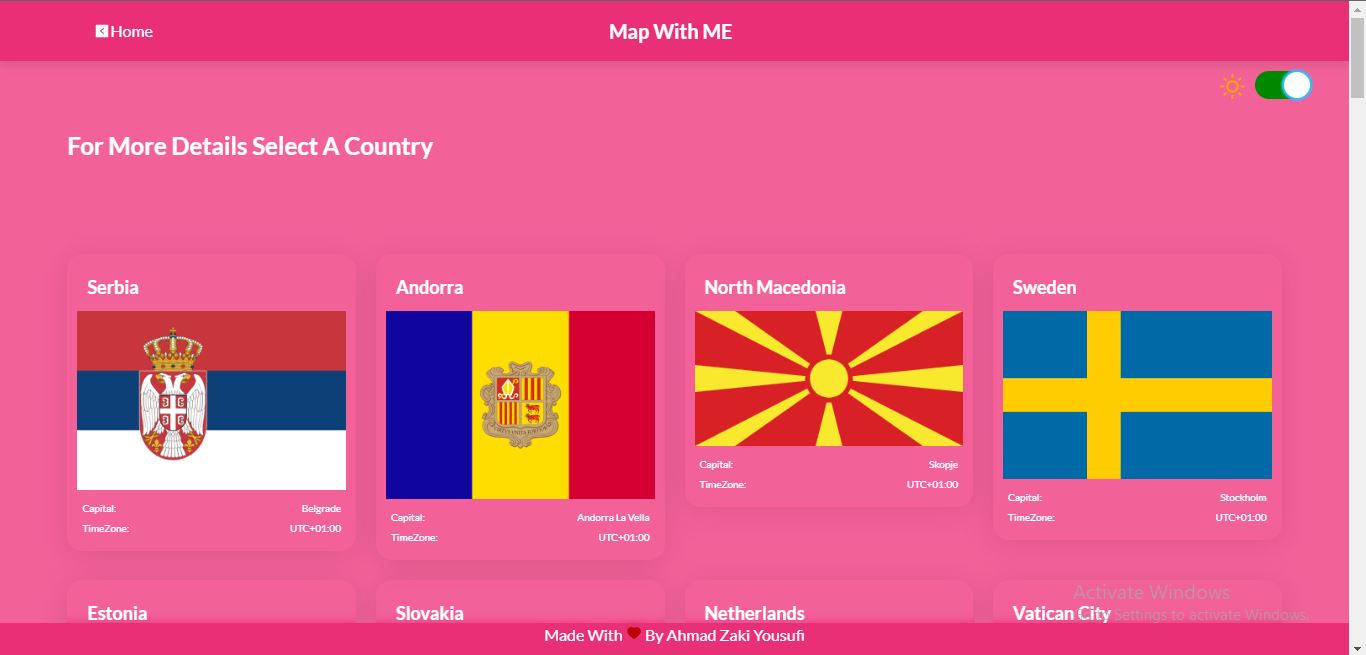 Home
Map With ME
For More Details Select A Country
Serbia
Capital: Belgrade
TimeZone: UTC+01:00
Andorra
Capital: Andorra La Vella
TimeZone: UTC+01:00
North Macedonia
Capital: Skopje
TimeZone: UTC+01:00
Sweden
Capital: Stockholm
TimeZone: UTC+01:00
Estonia
Slovakia
Netherlands
Vatican City
Activate Windows
Settings to activate Windows.
Made With By Ahmad Zaki Yousufi